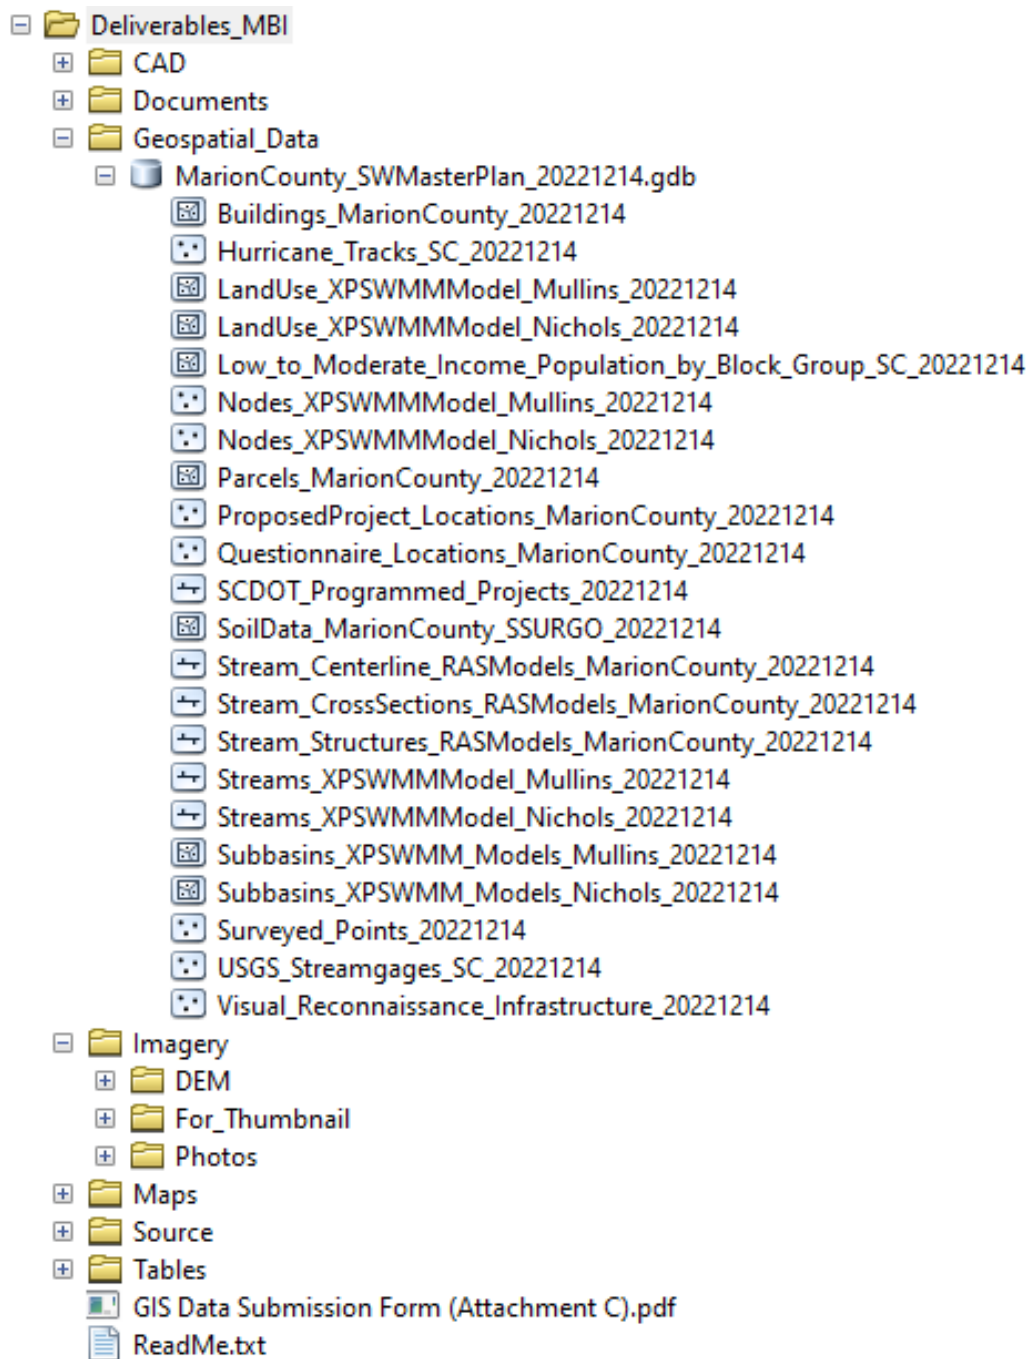 Deliverables_MBI
CAD
Documents
Geospatial_Data
MarionCounty_SWMasterPlan_20221214.gdb
Buildings_MarionCounty_20221214
Hurricane_Tracks_SC_20221214
LandUse_XPSWMMModel_Mullins_20221214
LandUse_XPSWMMModel_Nichols_20221214
Low_to_Moderate_Income_Population_by_Block_Group_SC_20221214
Nodes_XPSWMMModel_Mullins_20221214
Nodes_XPSWMMModel_Nichols_20221214
Parcels_MarionCounty_20221214
ProposedProject_Locations_MarionCounty_20221214
Questionnaire_Locations_MarionCounty_20221214
SCDOT_Programmed_Projects_20221214
SoilData_MarionCounty_SSURGO_20221214
Stream_Centerline_RASModels_MarionCounty_20221214
Stream_CrossSections_RASModels_MarionCounty_20221214
Stream_Structures_RASModels_MarionCounty_20221214
Streams_XPSWMMModel_Mullins_20221214
Streams_XPSWMMModel_Nichols_20221214
Subbasins_XPSWMM_Models_Mullins_20221214
Subbasins_XPSWMM_Models_Nichols_20221214
Surveyed_Points_20221214
USGS_Streamgages_SC_20221214
Visual_Reconnaissance_Infrastructure_20221214
Imagery
DEM
For_Thumbnail
Photos
Maps
Source
Tables
GIS Data Submission Form (Attachment C).pdf
ReadMe.txt